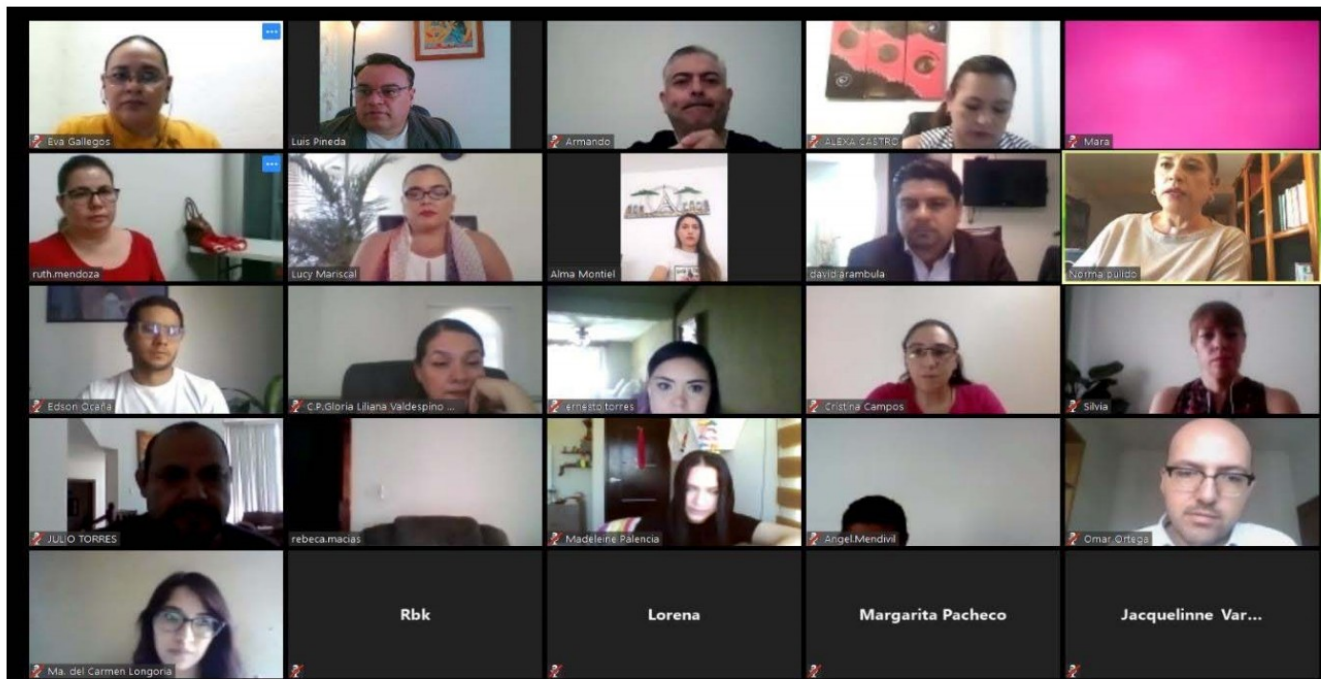 Eva Gallegos
Luis Pineda
Armando
ALEXA CASTRO
Mara
ruth.mendoza
Lucy Mariscal
Alma Montiel
david arambula
Norma pulido
Edson Ocaña
C.P.Gloria Liliana Valdespino ...
ernesto.torres
Cristina Campos
Silvia
JULIO TORRES
rebeca.macias
Madeleine Palencia
Angel.Mendivil
Omar Ortega
Ma. del Carmen Longoria
Rbk
Lorena
Margarita Pacheco
Jacquelinne Var...